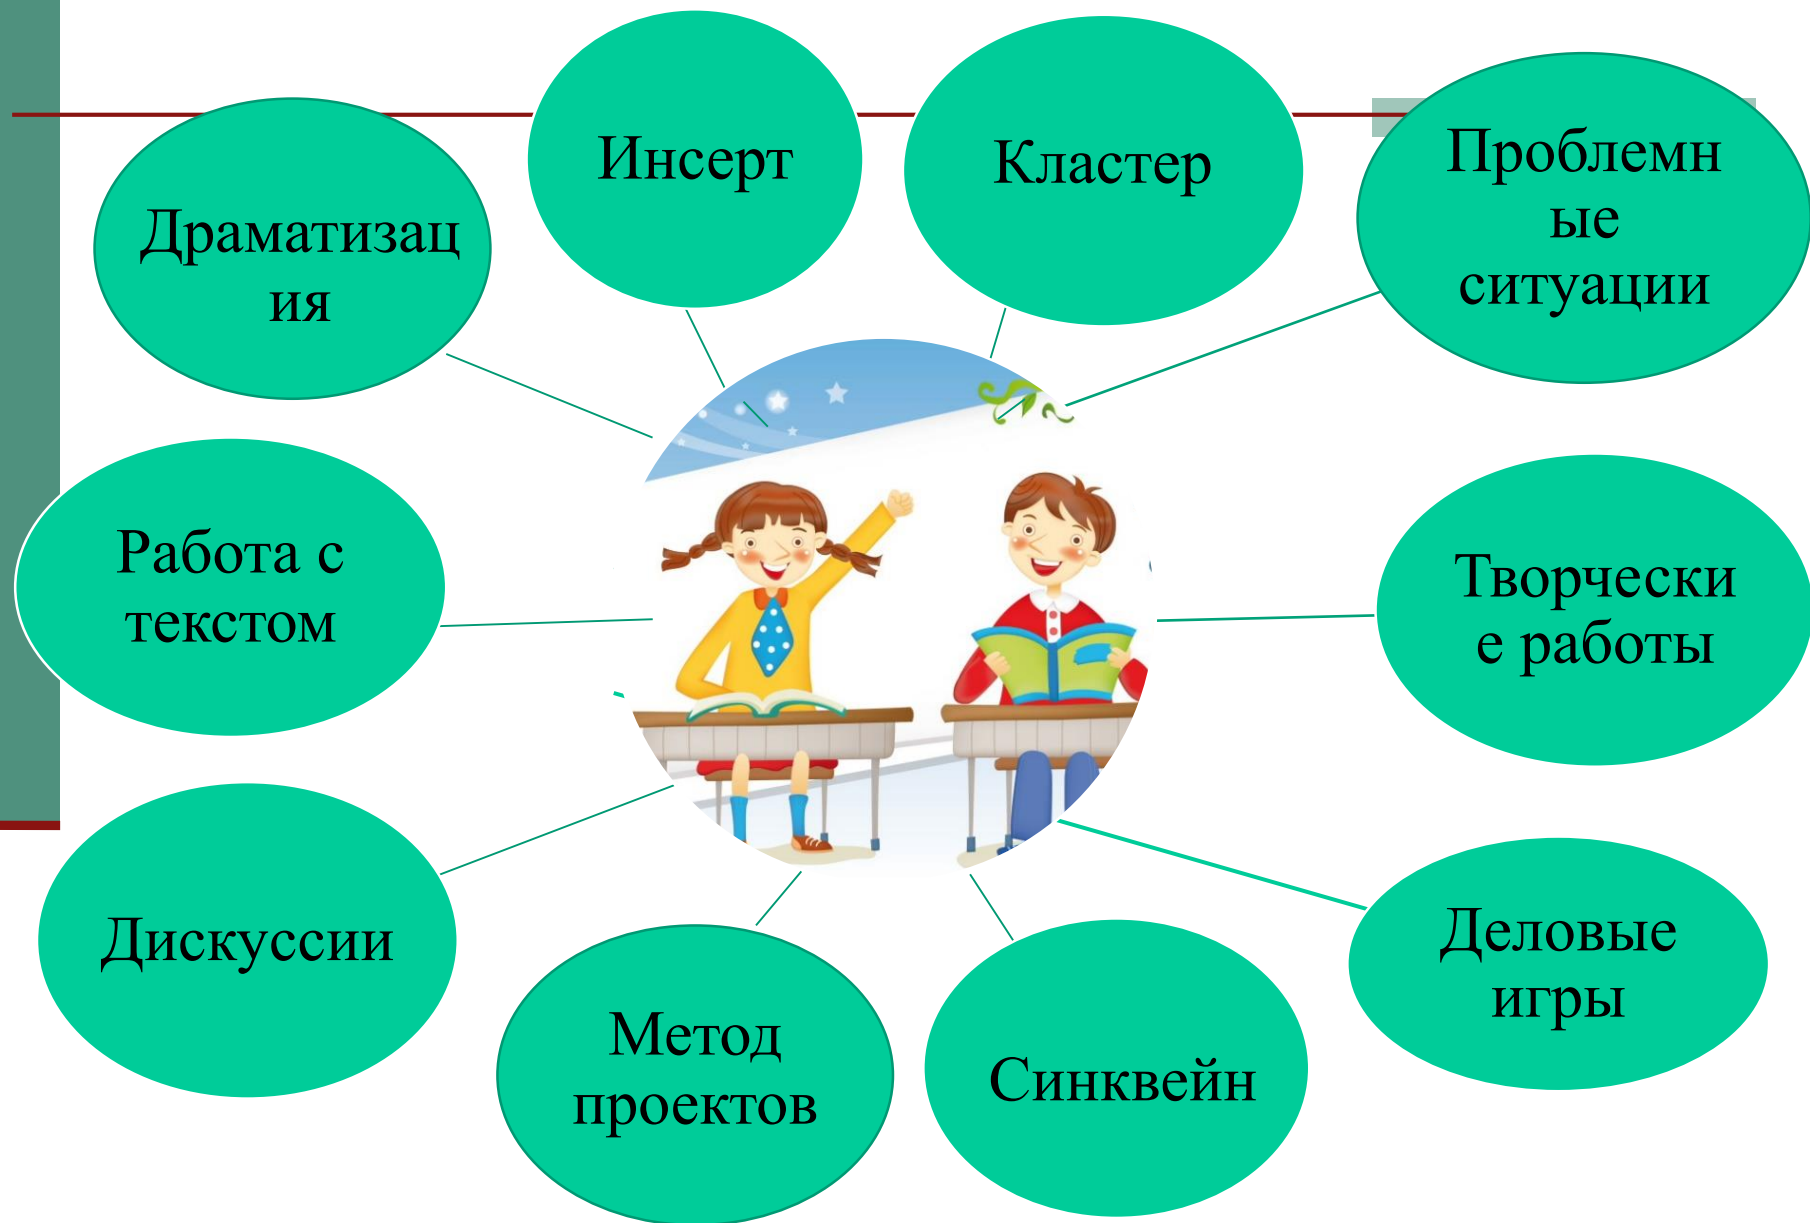 Инсерт
Кластер
Проблемн
ые
ситуации
Драматизац
ия
Работа с
текстом
Творчески
е работы
Дискуссии
Деловые
игры
Метод
проектов
Синквейн